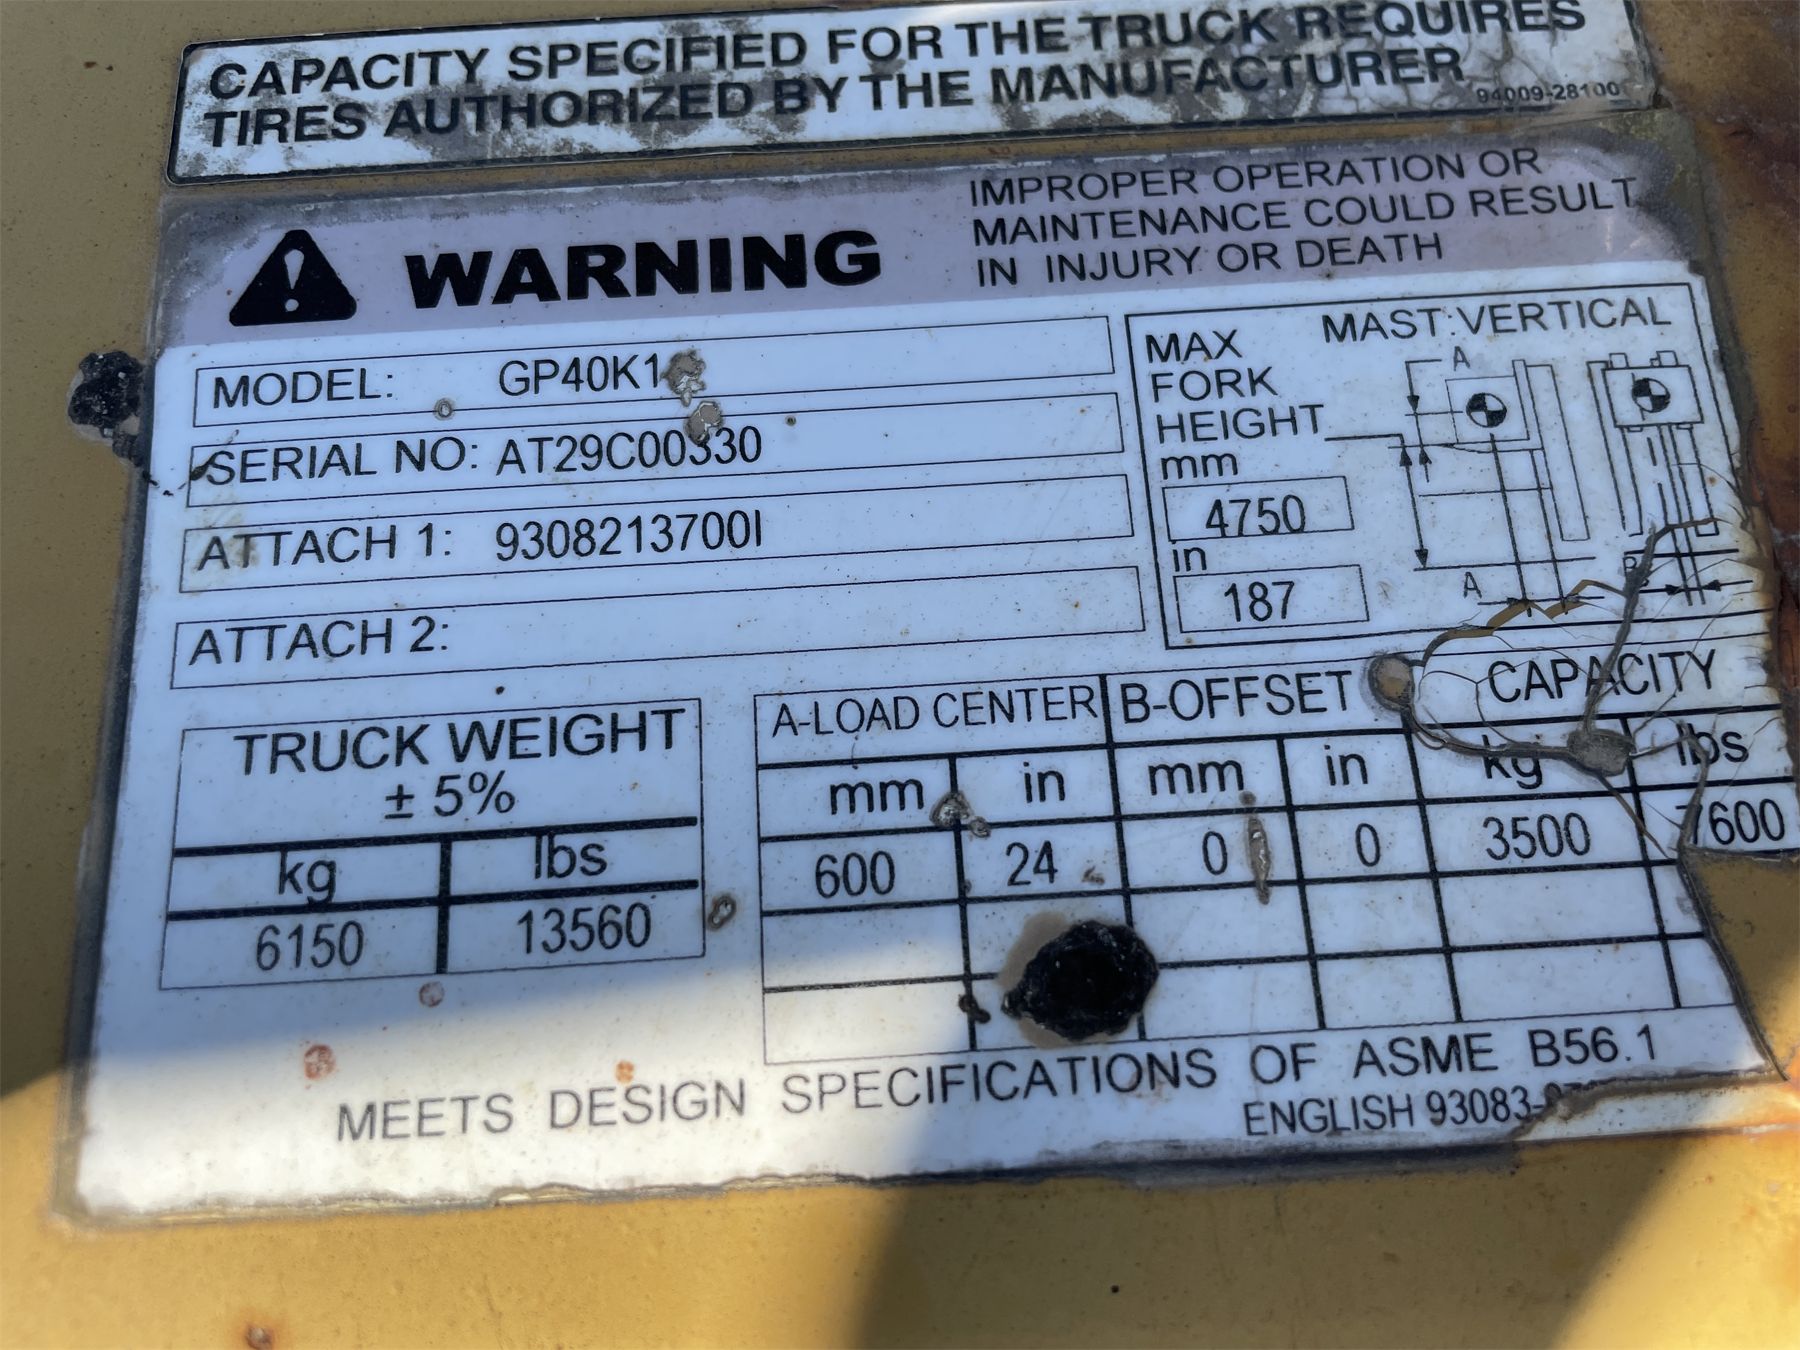 CAPACITY SPECIFIED FOR THE TRUCK REQUIRES
TIRES AUTHORIZED BY THE MANUFACTURER
94009-28100
WARNING
IMPROPER OPERATION OR
MAINTENANCE COULD RESULT
IN INJURY OR DEATH
MODEL: GP40K1
SERIAL NO: AT29C00330
ATTACH 1: 9308213700I
ATTACH 2:
MAX
FORK
HEIGHT
mm
4750
in
187
MAST:VERTICAL
A
A
B
TRUCK WEIGHT
± 5%
kg lbs
6150 13560
A-LOAD CENTER B-OFFSET CAPACITY
mm in mm in kg lbs
600 24 0 0 3500 7600
MEETS DESIGN SPECIFICATIONS OF ASME B56.1
ENGLISH 93083-